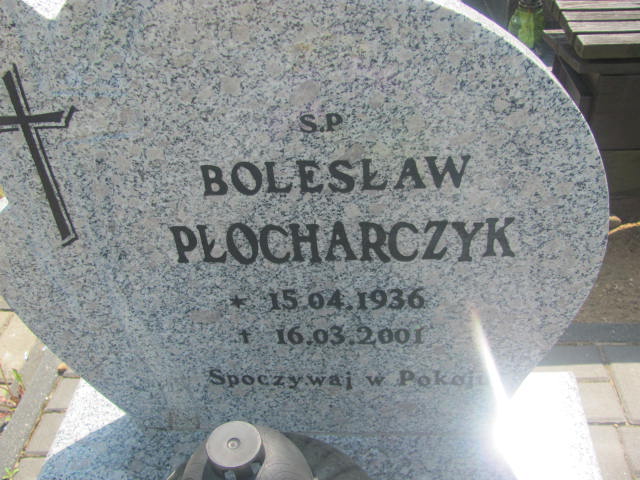 S.P
BOLESŁAW
PŁOCHARCZYK
* 15.04.1936
† 16.03.2001
Spoczywaj w Pokoju